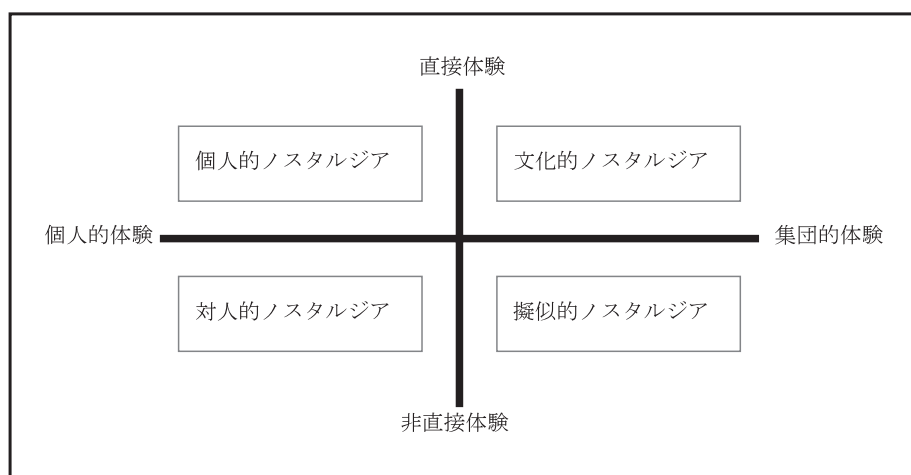 直接体験
個人的ノスタルジア
文化的ノスタルジア
個人的体験
集団的体験
対人的ノスタルジア
擬似的ノスタルジア
非直接体験